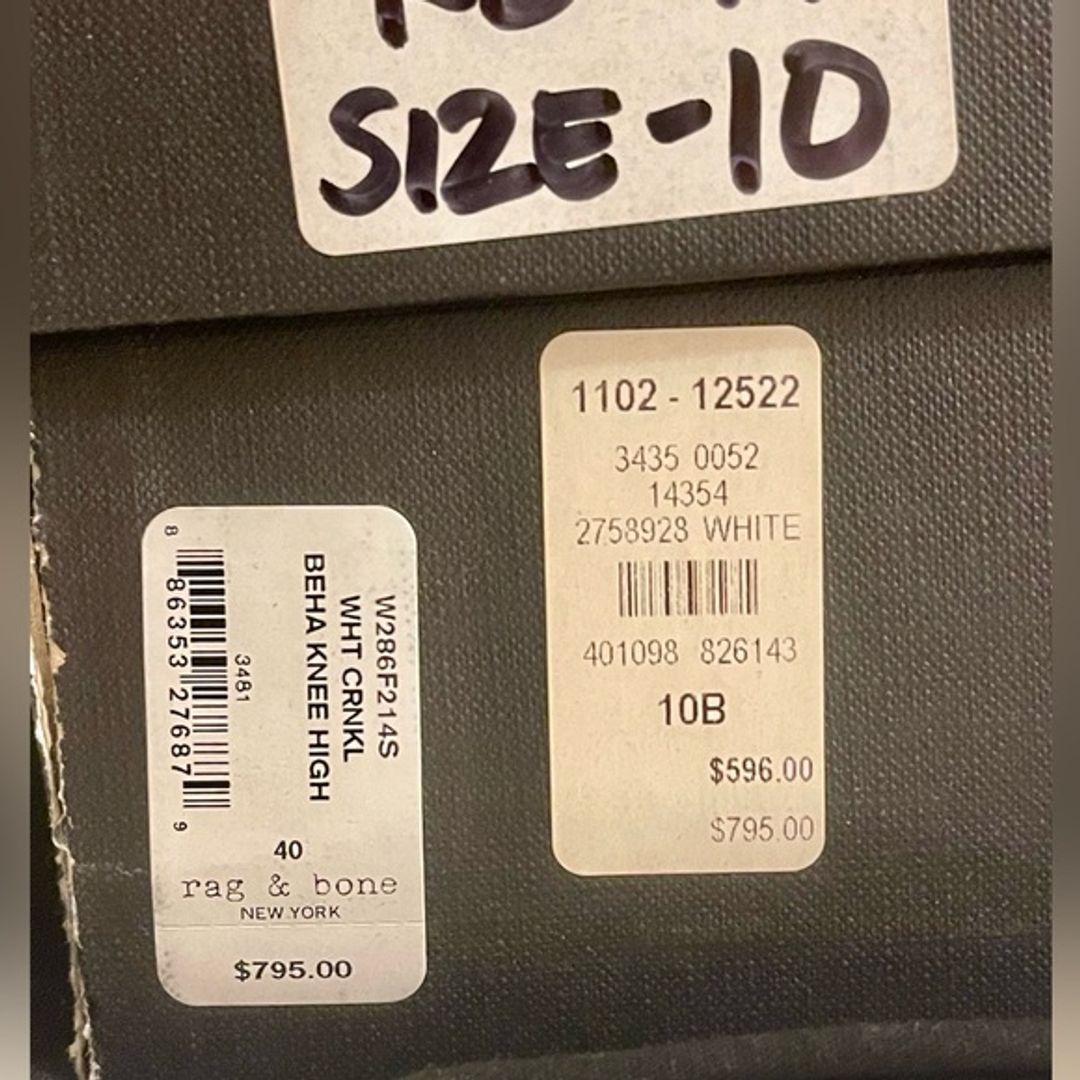 SIZE-10
1102 - 12522
3435 0052
14354
2758928 WHITE
401098 826143
10B
$596.00
$795.00
W286F214S
WHT CRNKL
BEHA KNEE HIGH
3481
8 86353 27687 9
40
rag & bone
NEW YORK
$795.00